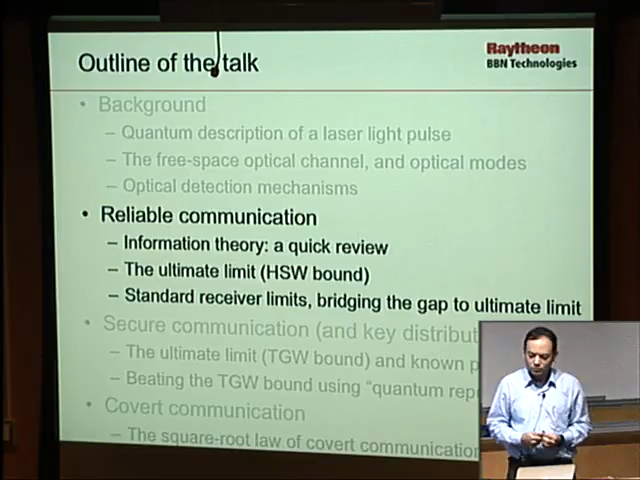 Outline of the talk
Raytheon
BBN Technologies
• Background
– Quantum description of a laser light pulse
– The free-space optical channel, and optical modes
– Optical detection mechanisms
• Reliable communication
– Information theory: a quick review
– The ultimate limit (HSW bound)
– Standard receiver limits, bridging the gap to ultimate limit
• Secure communication (and key
– The ultimate limit (TGW bound) and known
– Beating the TGW bound using “quantum
• Covert communication
– The square-root law of covert communication